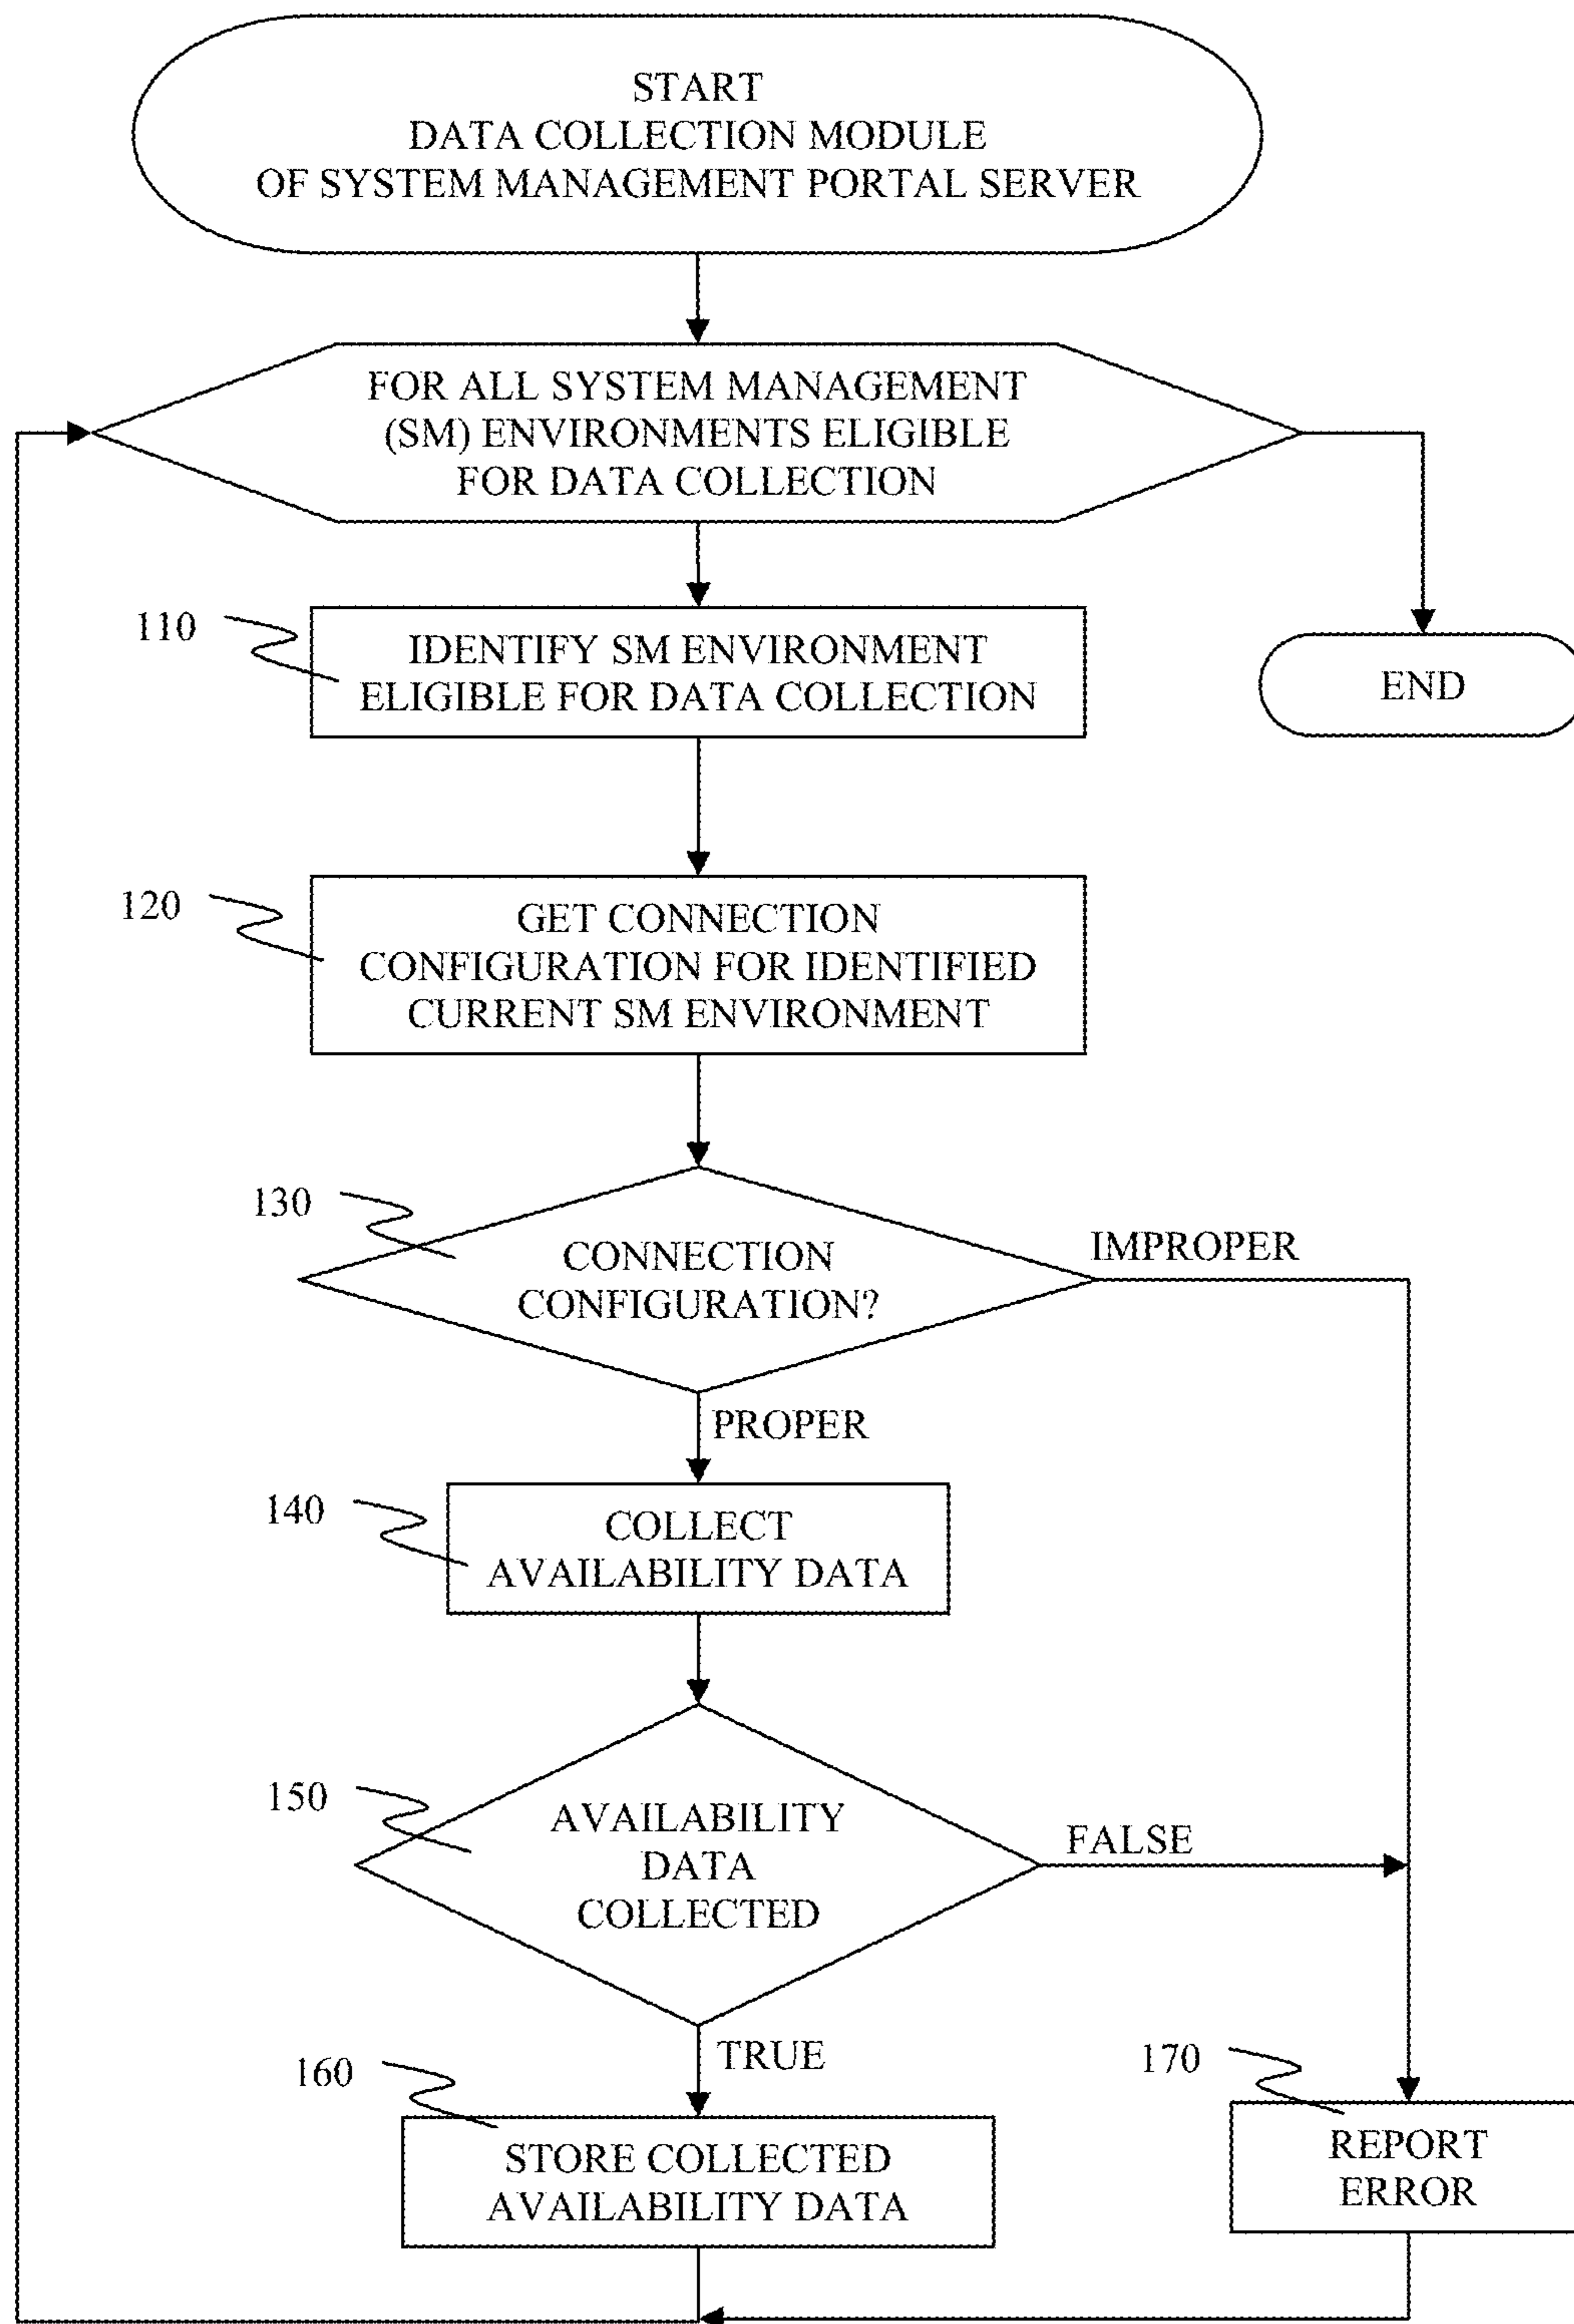 START
DATA COLLECTION MODULE
OF SYSTEM MANAGEMENT PORTAL SERVER
FOR ALL SYSTEM MANAGEMENT
(SM) ENVIRONMENTS ELIGIBLE
FOR DATA COLLECTION
110
IDENTIFY SM ENVIRONMENT
ELIGIBLE FOR DATA COLLECTION
END
120
GET CONNECTION
CONFIGURATION FOR IDENTIFIED
CURRENT SM ENVIRONMENT
130
CONNECTION
CONFIGURATION?
IMPROPER
PROPER
140
COLLECT
AVAILABILITY DATA
150
AVAILABILITY
DATA
COLLECTED
FALSE
TRUE
160
STORE COLLECTED
AVAILABILITY DATA
170
REPORT
ERROR